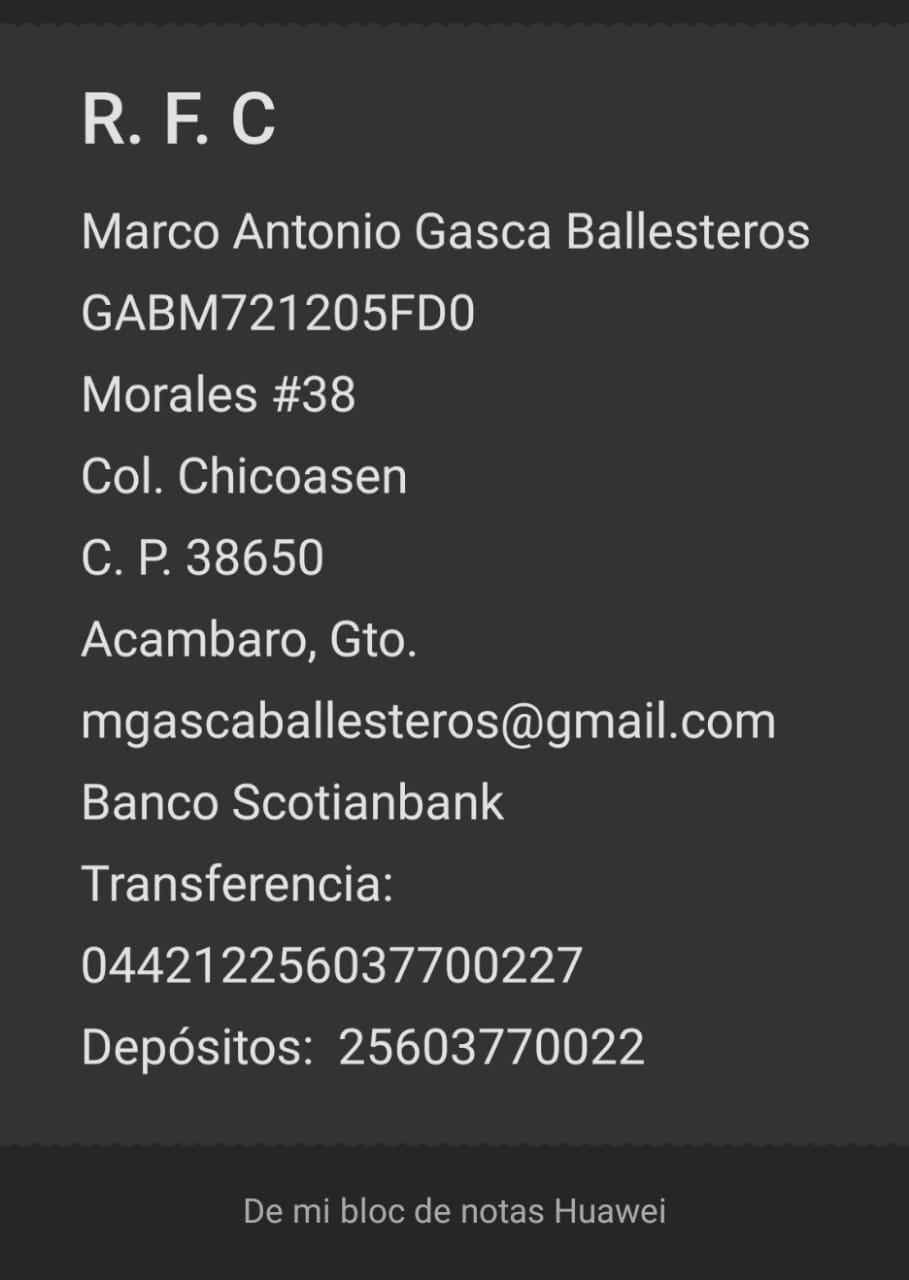 R. F. C
Marco Antonio Gasca Ballesteros
GABM721205FD0
Morales #38
Col. Chicoasen
C. P. 38650
Acambaro, Gto.
mgascaballesteros@gmail.com
Banco Scotianbank
Transferencia:
044212256037700227
Depósitos:  25603770022
De mi bloc de notas Huawei